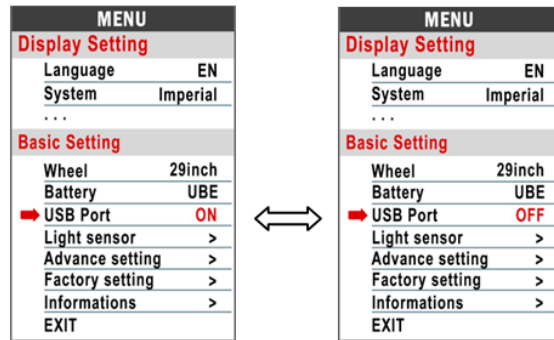 MENU
Display Setting
Language EN
System Imperial
. . .
Basic Setting
Wheel 29inch
Battery UBE
USB Port ON
Light sensor >
Advance setting >
Factory setting >
Informations >
EXIT
MENU
Display Setting
Language EN
System Imperial
. . .
Basic Setting
Wheel 29inch
Battery UBE
USB Port OFF
Light sensor >
Advance setting >
Factory setting >
Informations >
EXIT